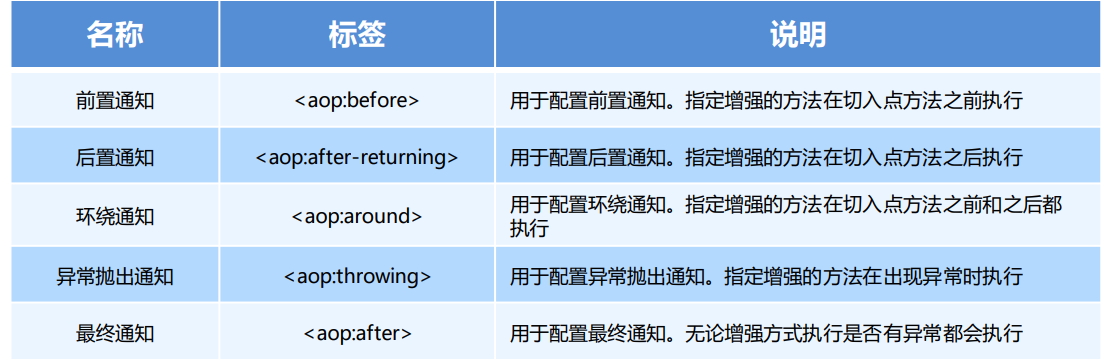 名称 标签 说明
前置通知 <aop:before> 用于配置前置通知。指定增强的方法在切入点方法之前执行
后置通知 <aop:after-returning> 用于配置后置通知。指定增强的方法在切入点方法之后执行
环绕通知 <aop:around> 用于配置环绕通知。指定增强的方法在切入点方法之前和之后都
执行
异常抛出通知 <aop:throwing> 用于配置异常抛出通知。指定增强的方法在出现异常时执行
最终通知 <aop:after> 用于配置最终通知。无论增强方式执行是否有异常都会执行